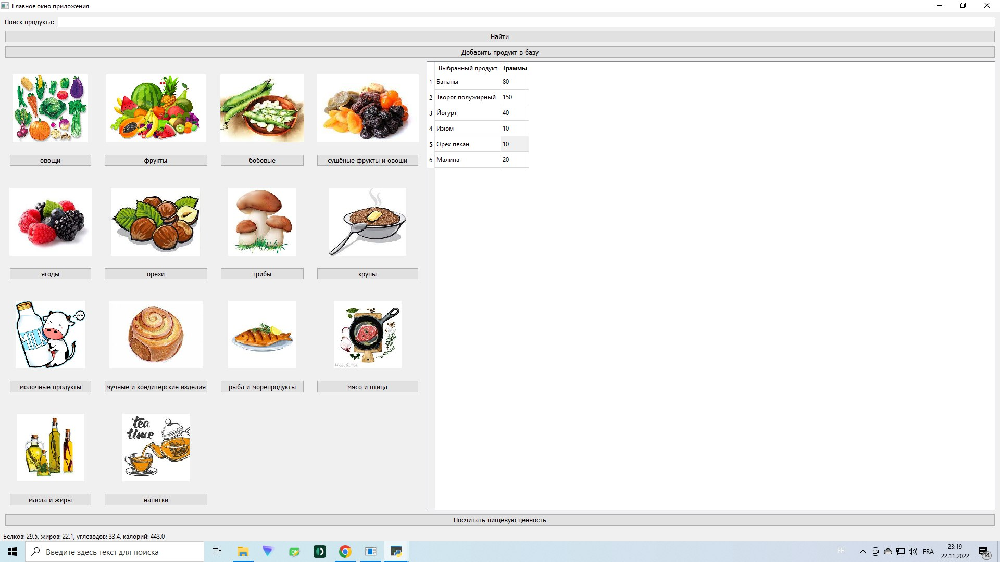 Главное окно приложения
Поиск продукта:
Найти
Добавить продукт в базу
Выбранный продукт Граммы
1 Бананы 80
2 Творог полужирный 150
3 Йогурт 40
4 Изюм 10
5 Орех пекан 10
6 Малина 20
овощи фрукты бобовые сушёные фрукты и овоши
ягоды орехи грибы крупы
MILK
молочные продукты мучные и кондитерские изделия рыба и морепродукты мясо и птица
tea
time
масла и жиры напитки
Посчитать пищевую ценность
Белков: 29.5, жиров: 22.1, углеводов: 33.4, калорий: 443.0
Введите здесь текст для поиска
FR
FRA
23:19
22.11.2022
14